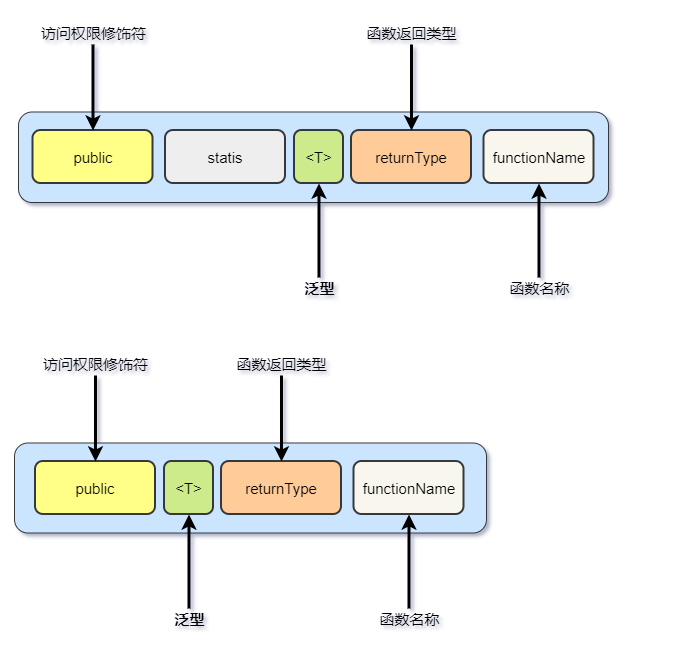 访问权限修饰符
函数返回类型
public
statis
<T>
returnType
functionName
泛型
函数名称
访问权限修饰符
函数返回类型
public
<T>
returnType
functionName
泛型
函数名称